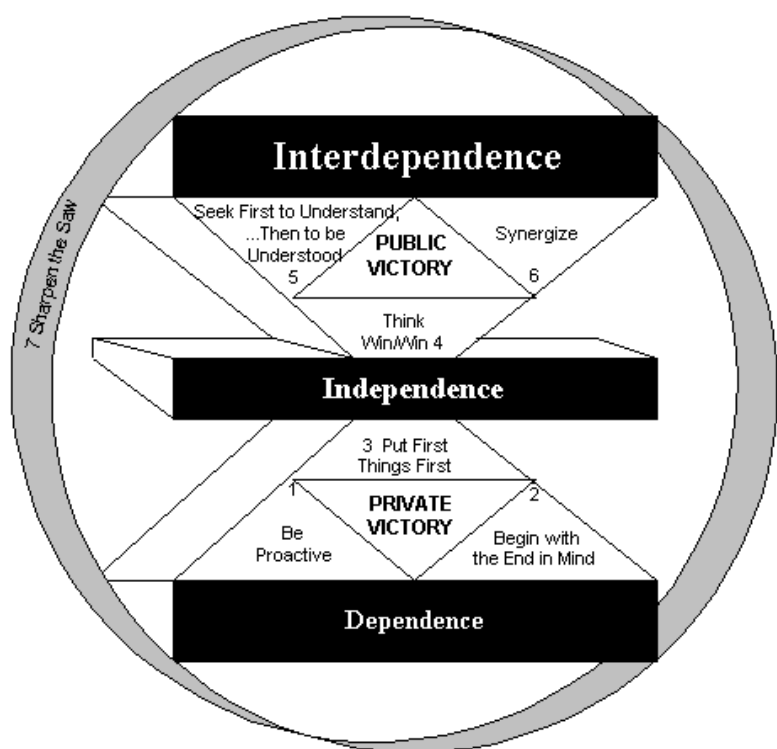 Interdependence
Seek First to Understand,
...Then to be
Understood
5
PUBLIC
VICTORY
Synergize
6
Think
Win/Win 4
7 Sharpen the Saw
Independence
3 Put First
Things First
1
PRIVATE
VICTORY
2
Be
Proactive
Begin with
the End in Mind
Dependence